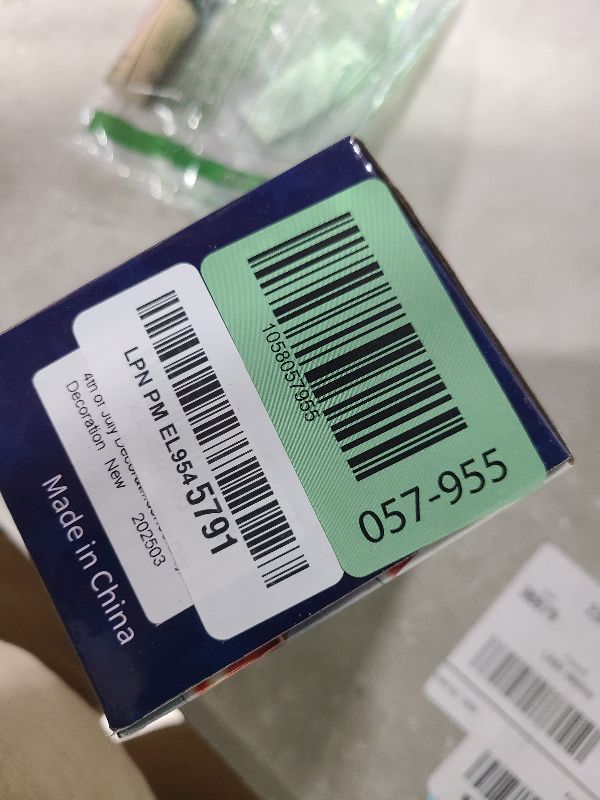 1058057955
057-955
LPN PM EL954 5791
4th of July
Decoration New
202503
Made in China